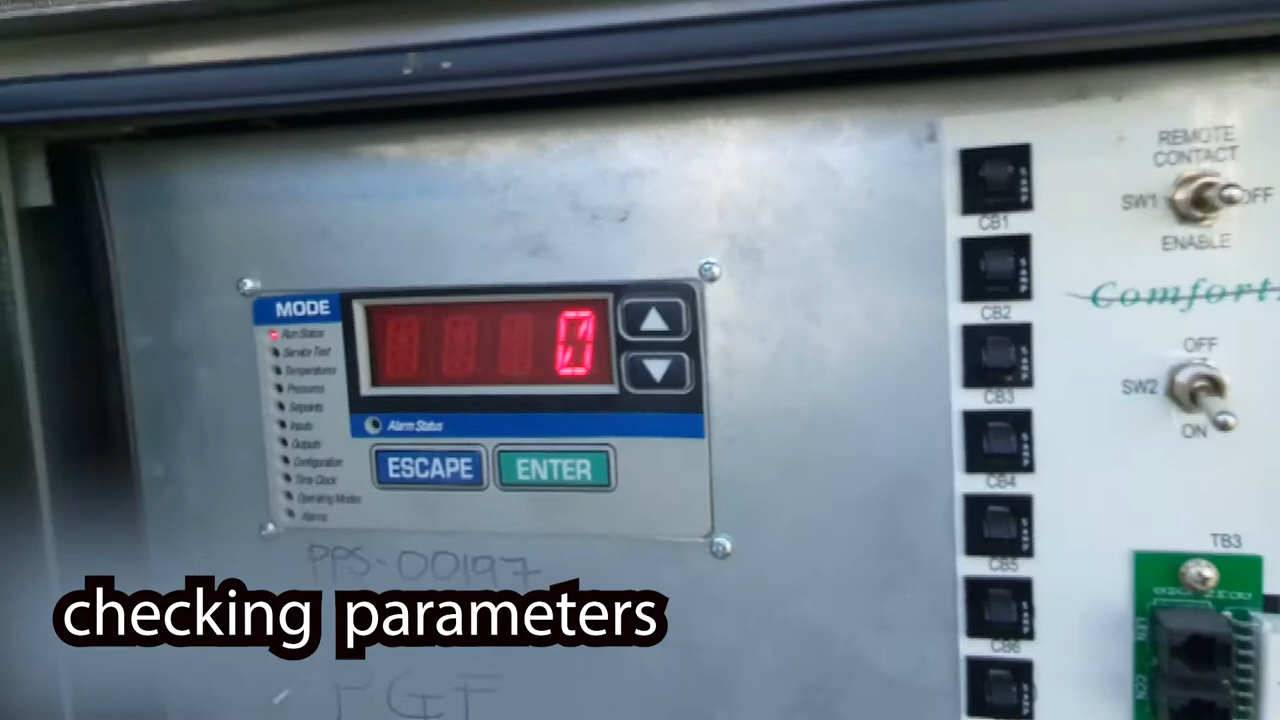 REMOTE
CONTACT
SW1
OFF
ENABLE
CB1
Comfort
CB2
OFF
SW2
ON
CB3
CB4
CB5
CB6
TB3
LEN
MODE
Run Status
Service Test
Temperatures
Pressures
Setpoints
Inputs
Outputs
Configuration
Time Clock
Operating Modes
Alarms
0
Alarm Status
ESCAPE
ENTER
PPS-00197
checking parameters